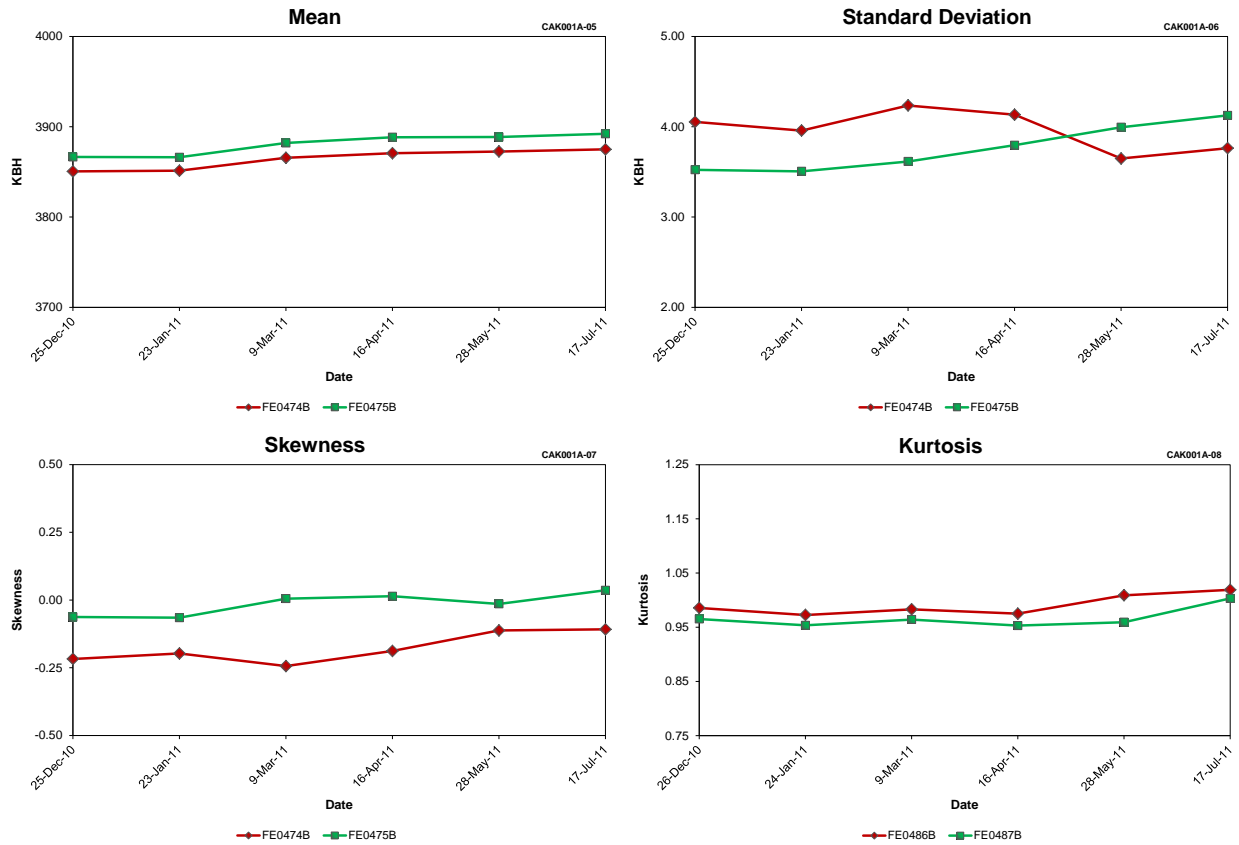 Mean
CAK001A-05
4000
3900
3800
3700
KBH
25-Dec-10
23-Jan-11
9-Mar-11
16-Apr-11
28-May-11
17-Jul-11
Date
FE0474B FE0475B
Standard Deviation
CAK001A-06
5.00
4.00
3.00
2.00
KBH
25-Dec-10
23-Jan-11
9-Mar-11
16-Apr-11
28-May-11
17-Jul-11
Date
FE0474B FE0475B
Skewness
CAK001A-07
0.50
0.25
0.00
-0.25
-0.50
Skewness
25-Dec-10
23-Jan-11
9-Mar-11
16-Apr-11
28-May-11
17-Jul-11
Date
FE0474B FE0475B
Kurtosis
CAK001A-08
1.25
1.15
1.05
0.95
0.85
0.75
Kurtosis
26-Dec-10
24-Jan-11
9-Mar-11
16-Apr-11
28-May-11
17-Jul-11
Date
FE0486B FE0487B